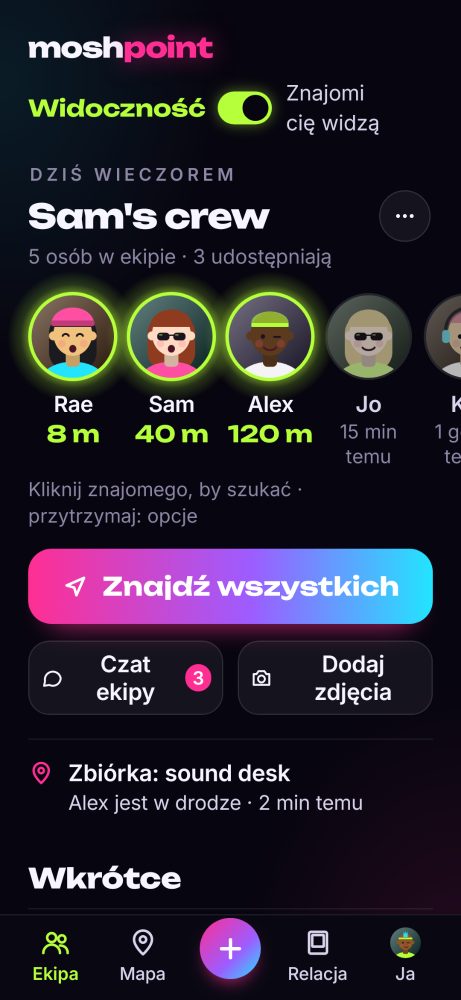 moshpoint
Widoczność
Znajomi
cię widzą
DZIŚ WIECZOREM
Sam's crew
5 osób w ekipie · 3 udostępniają
Rae Sam Alex Jo
8 m 40 m 120 m 15 min
temu
Kliknij znajomego, by szukać ·
przytrzymaj: opcje
Znajdź wszystkich
Czat
ekipy
3
Dodaj
zdjęcia
Zbiórka: sound desk
Alex jest w drodze · 2 min temu
Wkrótce
Ekipa Mapa Relacja Ja